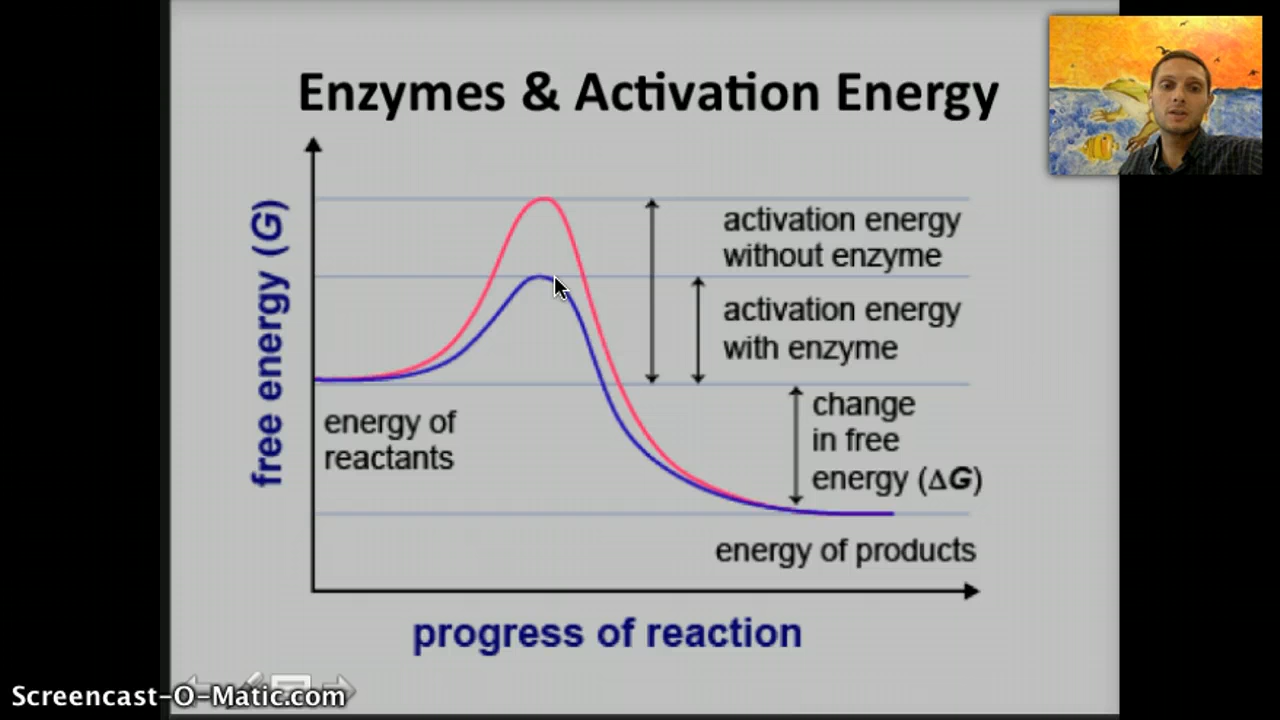 Enzymes & Activation Energy
free energy (G)
activation energy
without enzyme
activation energy
with enzyme
energy of
reactants
change
in free
energy (ΔG)
energy of products
progress of reaction
Screencast-O-Matic.com